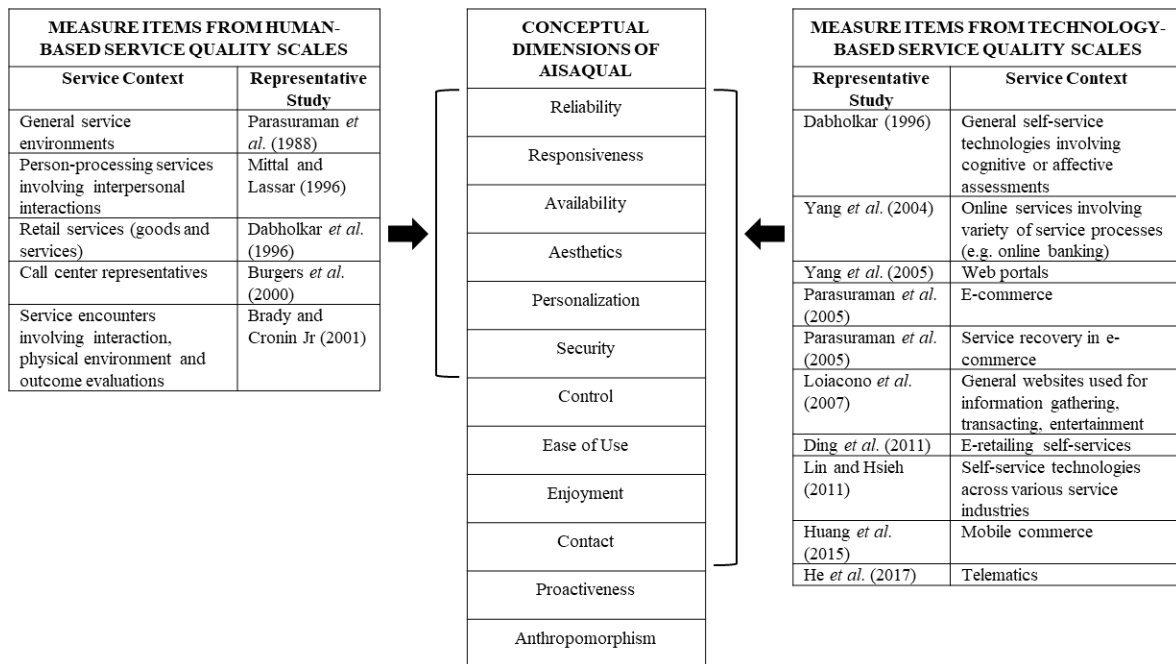 MEASURE ITEMS FROM HUMAN-
BASED SERVICE QUALITY SCALES
Service Context
Representative
Study
General service
environments
Parasuraman et
al. (1988)
Person-processing services
involving interpersonal
interactions
Mittal and
Lassar (1996)
Retail services (goods and
services)
Dabholkar et al.
(1996)
Call center representatives
Burgers et al.
(2000)
Service encounters
involving interaction,
physical environment and
outcome evaluations
Brady and
Cronin Jr (2001)
CONCEPTUAL
DIMENSIONS OF
AISAQUAL
Reliability
Responsiveness
Availability
Aesthetics
Personalization
Security
Control
Ease of Use
Enjoyment
Contact
Proactiveness
Anthropomorphism
MEASURE ITEMS FROM TECHNOLOGY-
BASED SERVICE QUALITY SCALES
Representative
Study
Service Context
Dabholkar (1996)
General self-service
technologies involving
cognitive or affective
assessments
Yang et al. (2004)
Online services involving
variety of service processes
(e.g. online banking)
Yang et al. (2005)
Web portals
Parasuraman et al.
(2005)
E-commerce
Parasuraman et al.
(2005)
Service recovery in e-
commerce
Loiacono et al.
(2007)
General websites used for
information gathering,
transacting, entertainment
Ding et al. (2011)
E-retailing self-services
Lin and Hsieh
(2011)
Self-service technologies
across various service
industries
Huang et al.
(2015)
Mobile commerce
He et al. (2017)
Telematics